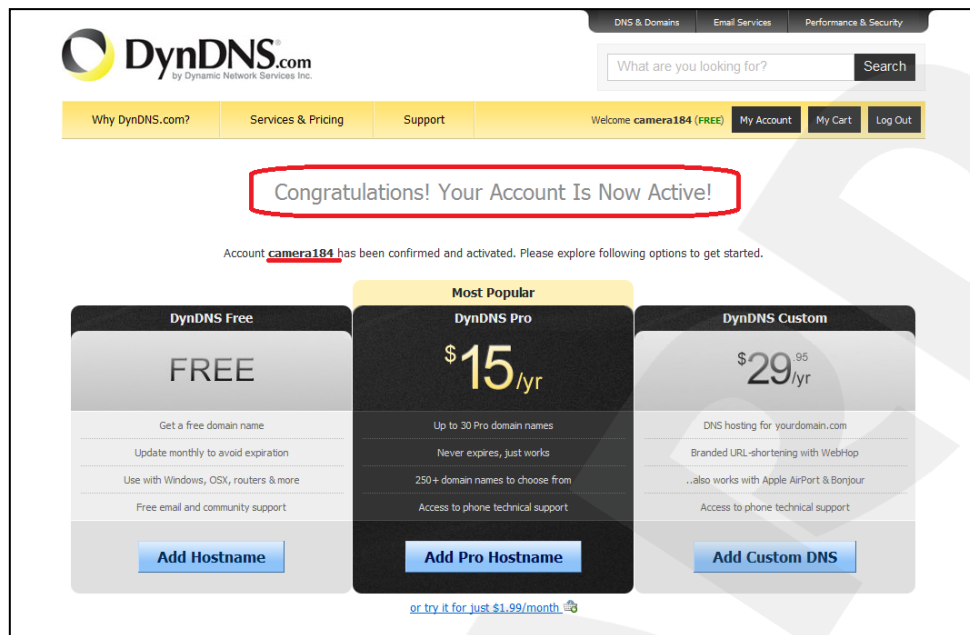 DNS & Domains Email Services Performance & Security
DynDNS.com
by Dynamic Network Services Inc.
What are you looking for? Search
Why DynDNS.com? Services & Pricing Support Welcome camera184 (FREE) My Account My Cart Log Out
Congratulations! Your Account Is Now Active!
Account camera184 has been confirmed and activated. Please explore following options to get started.
Most Popular
DynDNS Free
FREE
Get a free domain name
Update monthly to avoid expiration
Use with Windows, OSX, routers & more
Free email and community support
Add Hostname
DynDNS Pro
$15/yr
Up to 30 Pro domain names
Never expires, just works
250+ domain names to choose from
Access to phone technical support
Add Pro Hostname
or try it for just $1.99/month
DynDNS Custom
$29.95/yr
DNS hosting for yourdomain.com
Branded URL-shortening with WebHop
..also works with Apple AirPort & Bonjour
Access to phone technical support
Add Custom DNS